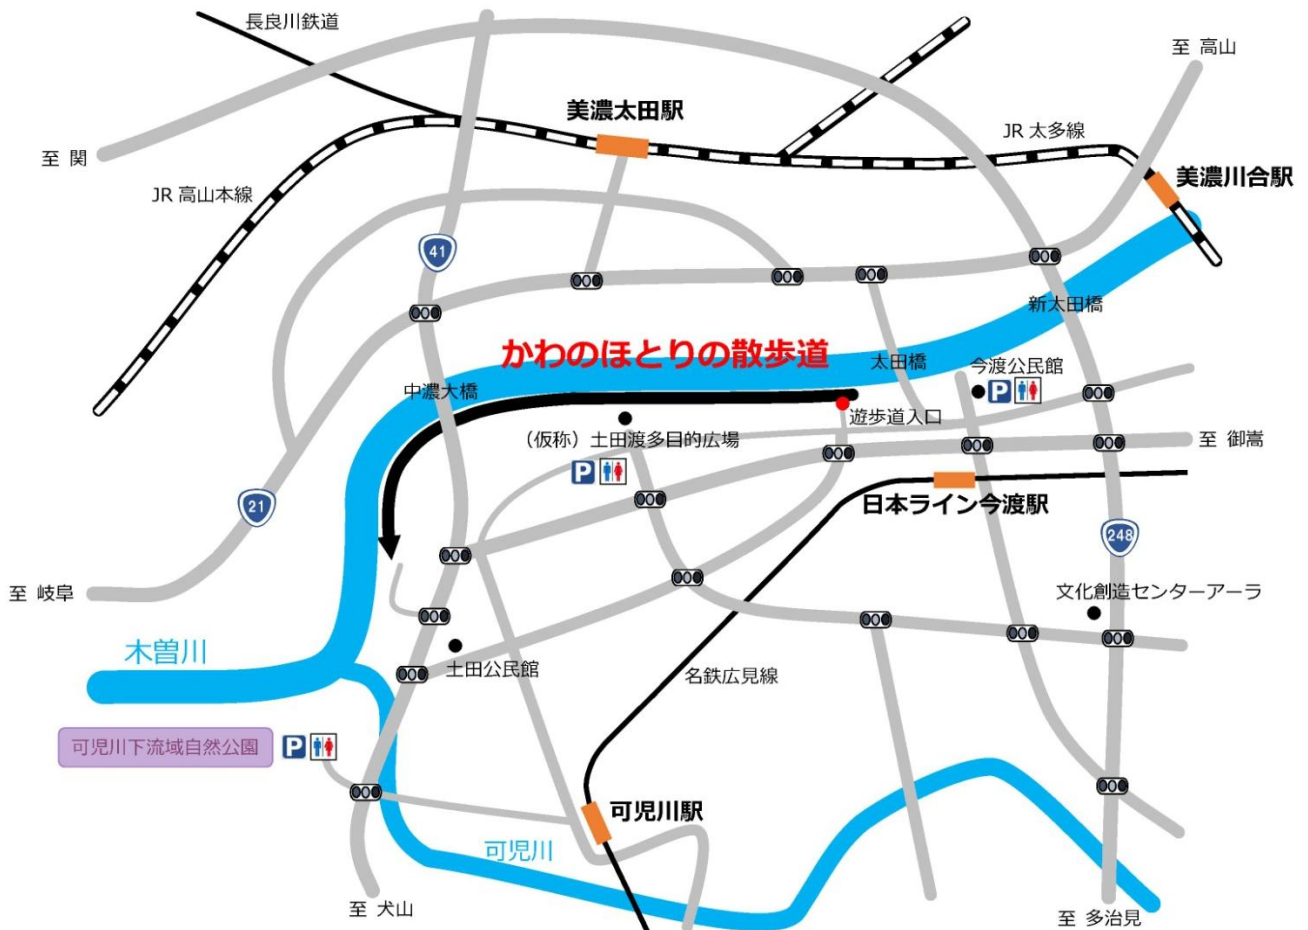 長良川鉄道
至 高山
美濃太田駅
JR 太多線
至 関
美濃川合駅
JR 高山本線
41
新太田橋
かわのほとりの散歩道
太田橋
今渡公民館
中濃大橋
P
遊歩道入口
(仮称)土田渡多目的広場
至 御嵩
P
日本ライン今渡駅
21
248
至 岐阜
文化創造センターアーラ
木曽川
土田公民館
名鉄広見線
可児川下流域自然公園
P
可児川駅
可児川
至 犬山
至 多治見